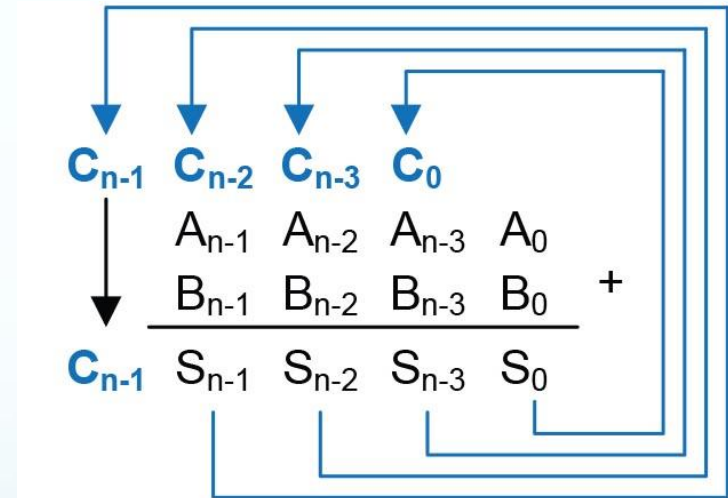 Cn-1 Cn-2 Cn-3 C0
An-1 An-2 An-3 A0
Bn-1 Bn-2 Bn-3 B0 +
Cn-1 Sn-1 Sn-2 Sn-3 S0